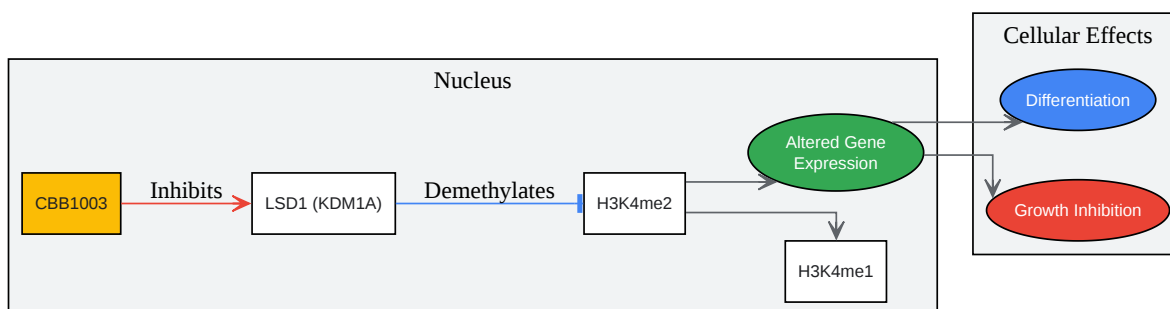 Cellular Effects
Nucleus
Differentiation
Altered Gene
Expression
CBB1003
Inhibits
LSD1 (KDM1A)
Demethylates
H3K4me2
Growth Inhibition
H3K4me1